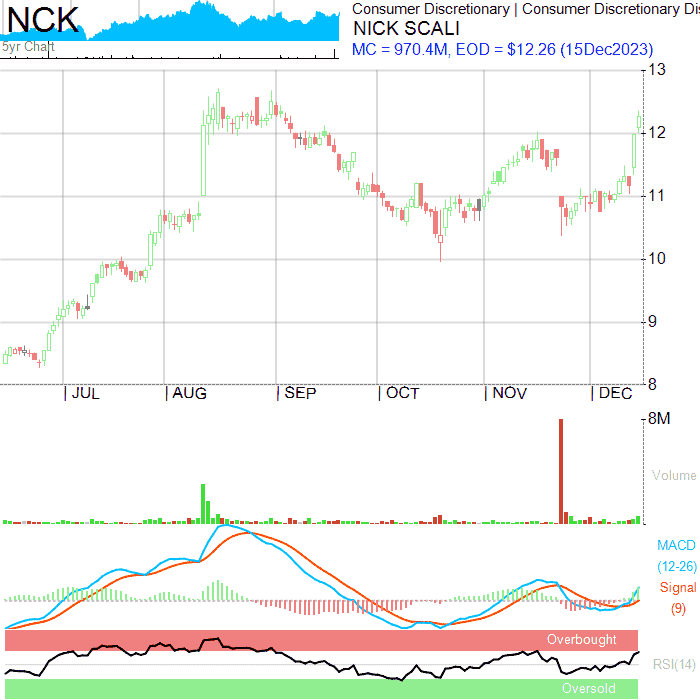 NCK
5yr Chart
Consumer Discretionary | Consumer Discretionary Dis
NICK SCALI
MC = 970.4M, EOD = $12.26 (15Dec2023)
13
12
11
10
9
8
| JUL | AUG | SEP | OCT | NOV | DEC
8M
Volume
MACD
(12-26)
Signal
(9)
Overbought
RSI(14)
Oversold